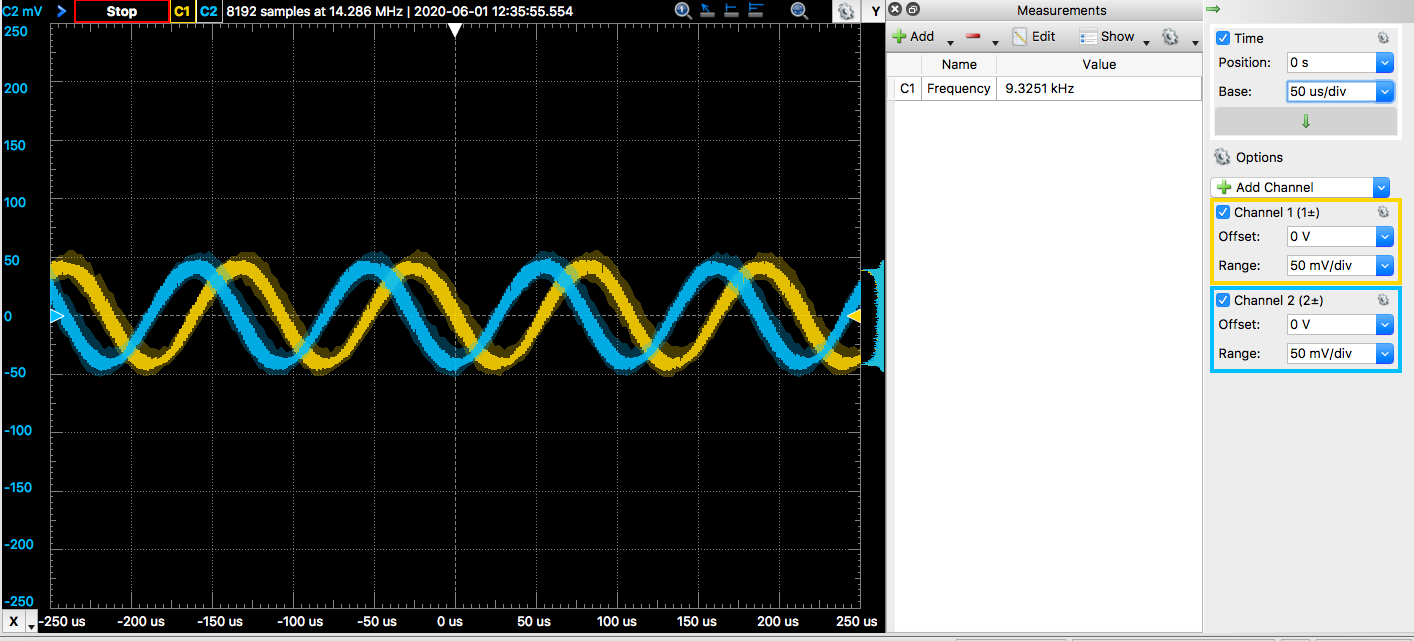 C2 mV Stop C1 C2 8192 samples at 14.286 MHz | 2020-06-01 12:35:55.554 Y
250
200
150
100
50
0
-50
-100
-150
-200
-250
X -250 us -200 us -150 us -100 us -50 us 0 us 50 us 100 us 150 us 200 us 250 us
Measurements
Add Edit Show
Name Value
C1 Frequency 9.3251 kHz
Time
Position: 0 s
Base: 50 us/div
Options
Add Channel
Channel 1 (1±)
Offset: 0 V
Range: 50 mV/div
Channel 2 (2±)
Offset: 0 V
Range: 50 mV/div